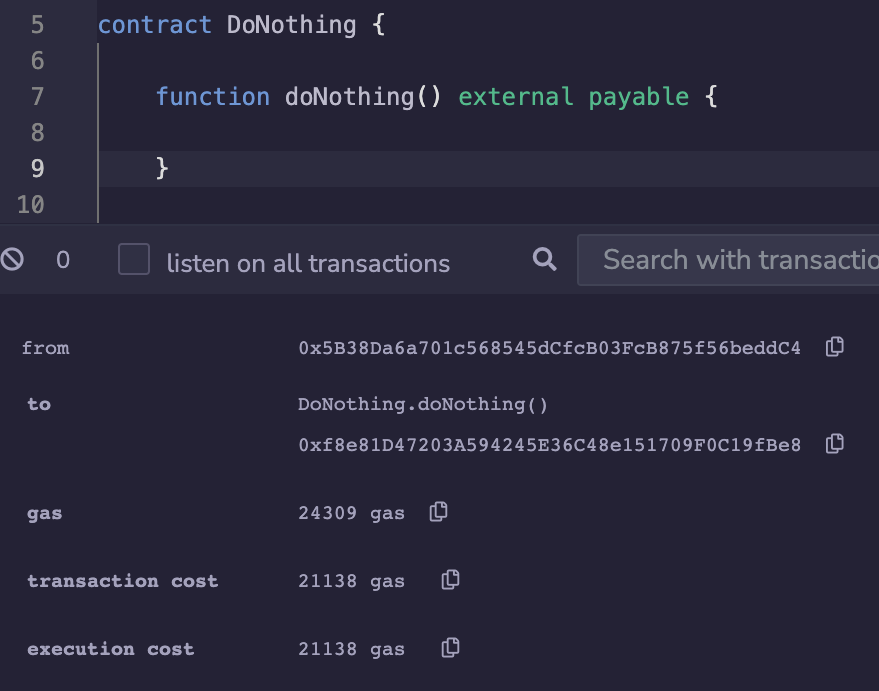 5 contract DoNothing {
6
7 function doNothing() external payable {
8
9 }
10
0 listen on all transactions Search with transactio
from 0x5B38Da6a701c568545dCfcB03FcB875f56beddC4
to DoNothing.doNothing()
0xf8e81D47203A594245E36C48e151709F0C19fBe8
gas 24309 gas
transaction cost 21138 gas
execution cost 21138 gas